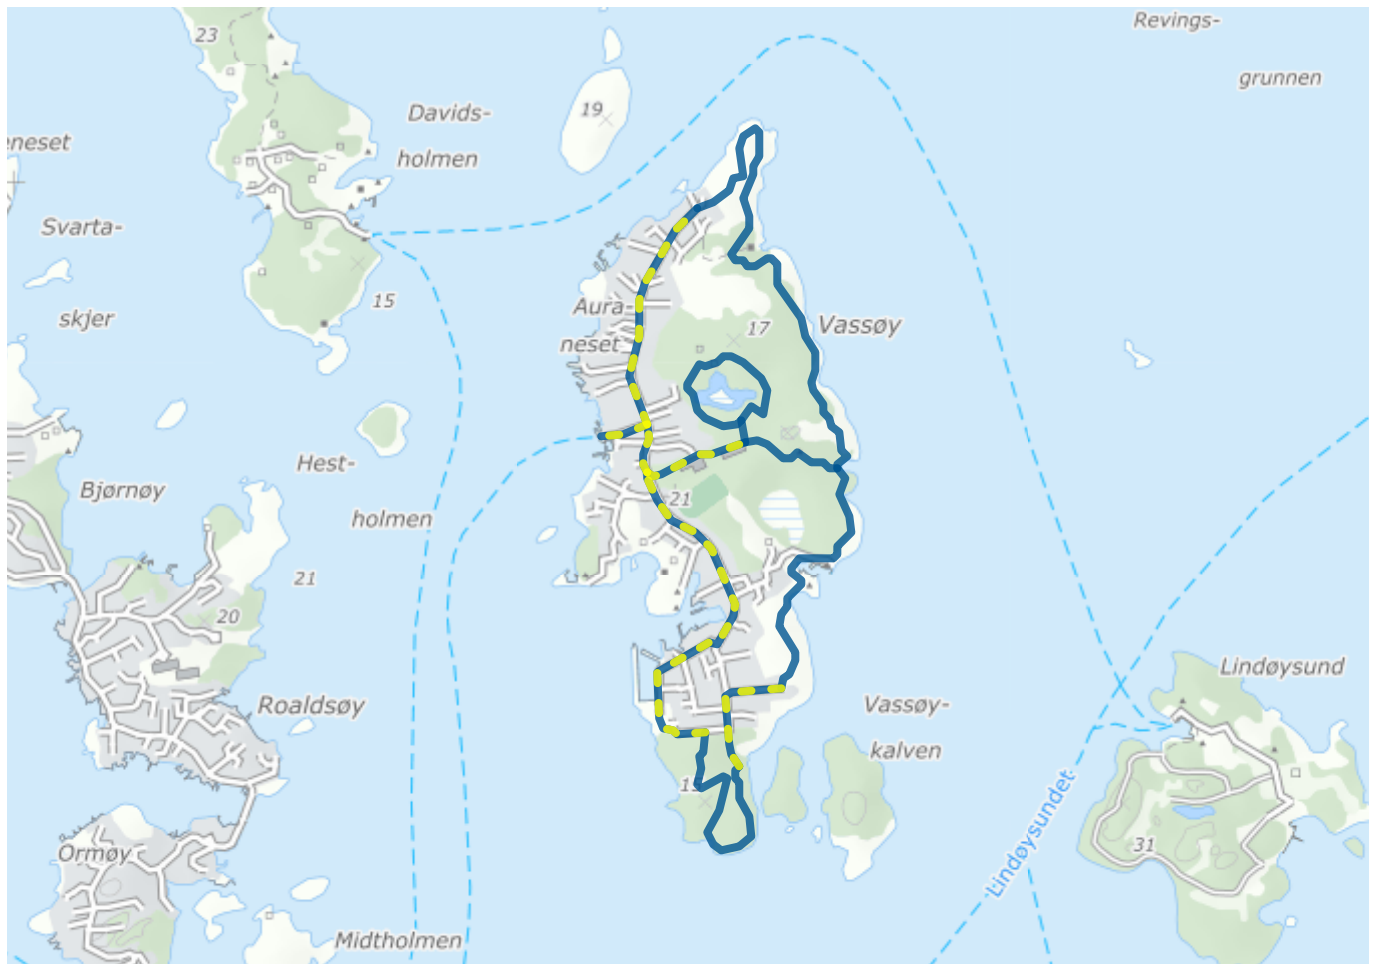 Revings-
23
grunnen
Davids-
19
eneset
holmen
Svarta-
15
Aura-
skjer
17
Vassøy
neset
Hest-
Bjørnøy
21
holmen
21
20
Lindøysund
Roaldsøy
Vassøy-
kalven
Lindøysundet
31
Ormøy
Midtholmen